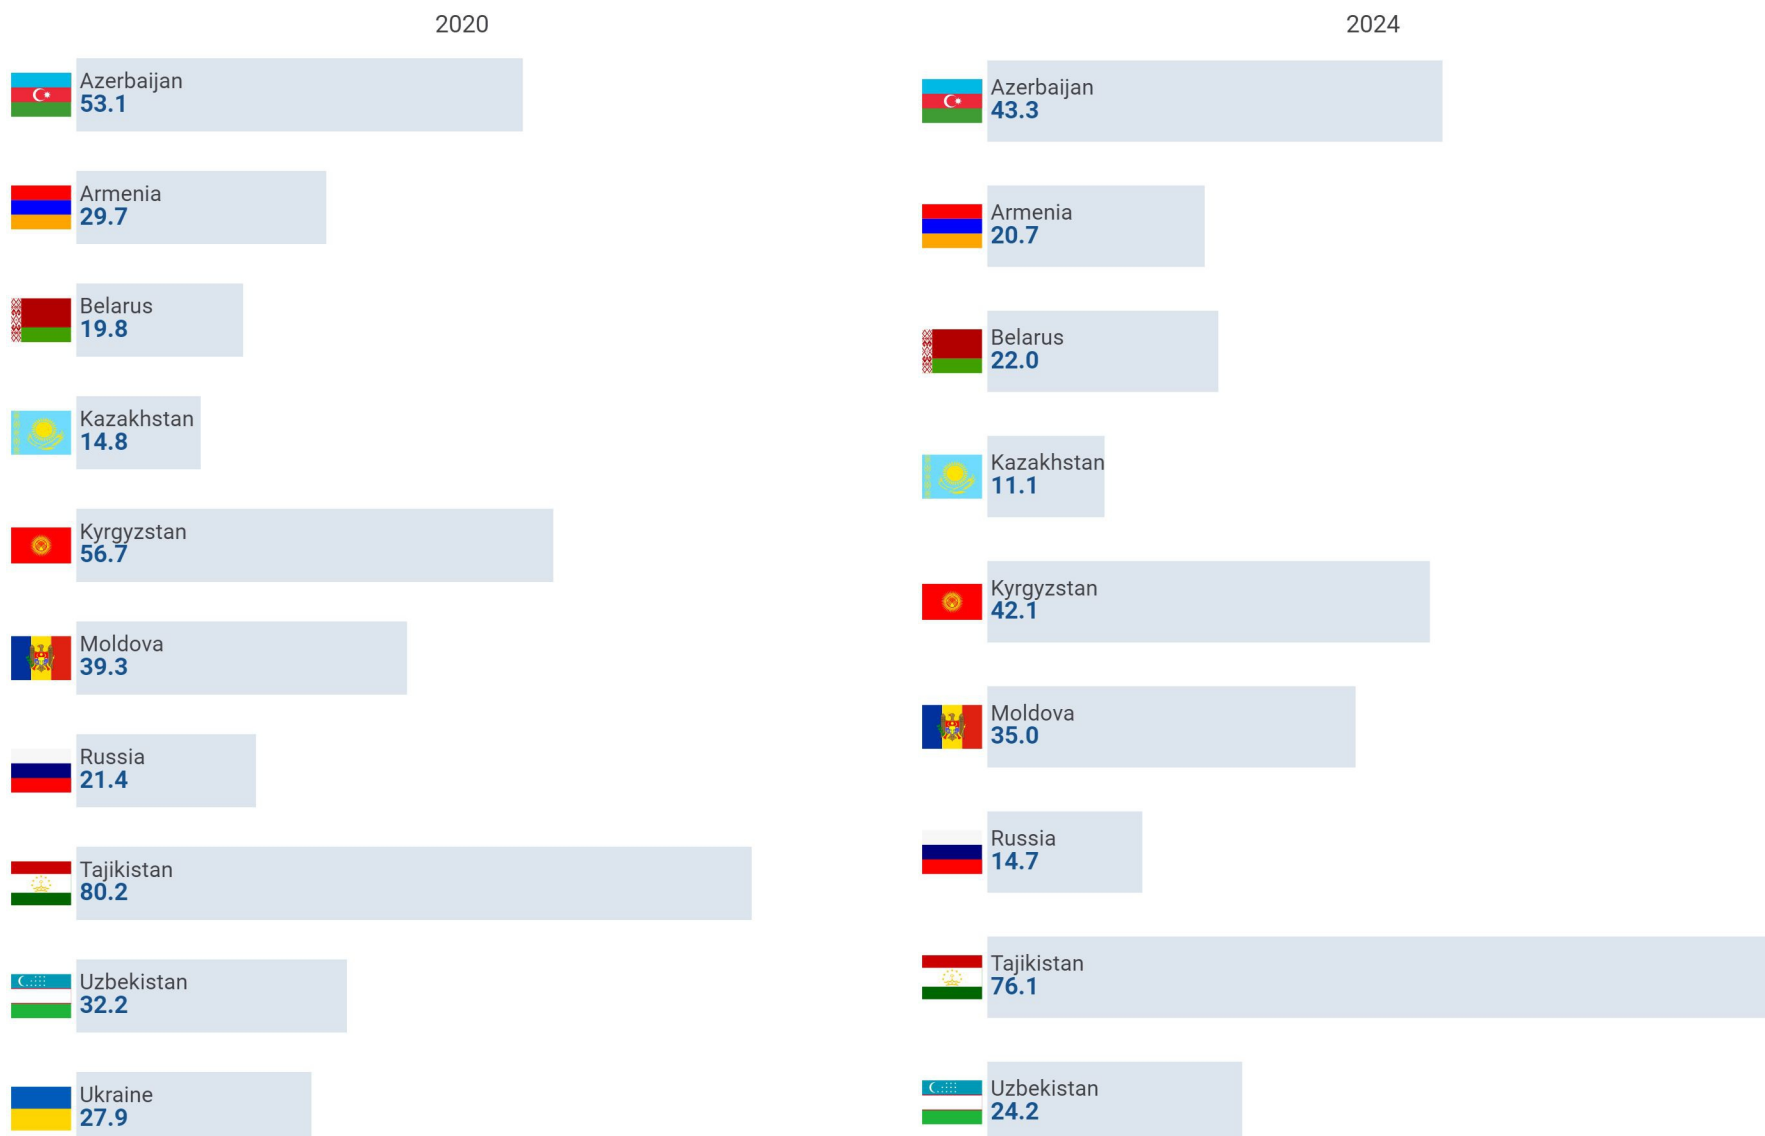 2020
Azerbaijan
53.1
Armenia
29.7
Belarus
19.8
Kazakhstan
14.8
Kyrgyzstan
56.7
Moldova
39.3
Russia
21.4
Tajikistan
80.2
Uzbekistan
32.2
Ukraine
27.9
2024
Azerbaijan
43.3
Armenia
20.7
Belarus
22.0
Kazakhstan
11.1
Kyrgyzstan
42.1
Moldova
35.0
Russia
14.7
Tajikistan
76.1
Uzbekistan
24.2